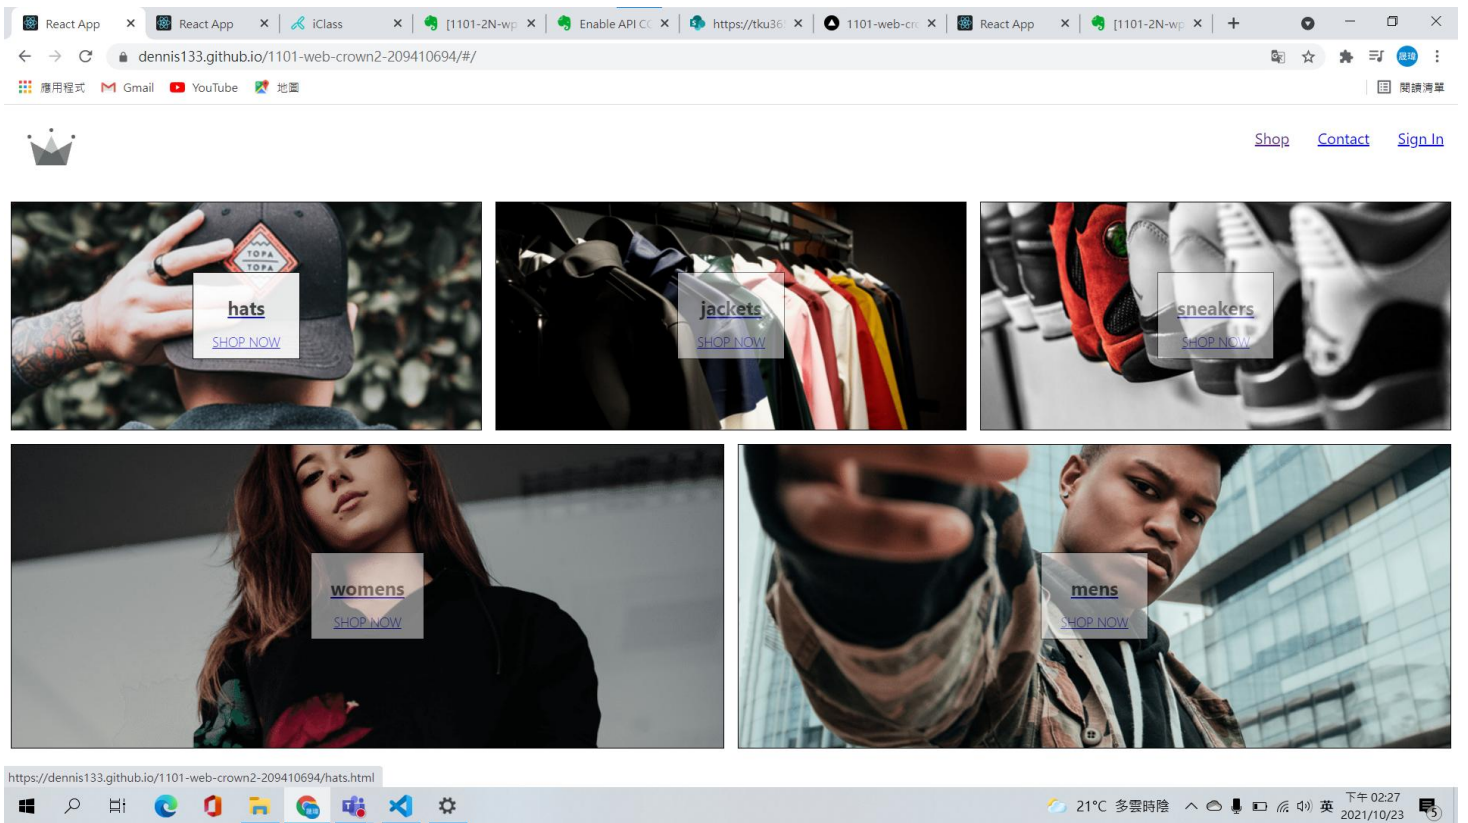 React App
React App
iClass
[1101-2N-wp
Enable API CC
https://tku365
1101-web-cro
React App
[1101-2N-wp
dennis133.github.io/1101-web-crown2-209410694/#/
應用程式
Gmail
YouTube
地圖
閱讀清單
Shop
Contact
Sign In
TOPA
TOPA
hats
SHOP NOW
jackets
SHOP NOW
sneakers
SHOP NOW
womens
SHOP NOW
mens
SHOP NOW
https://dennis133.github.io/1101-web-crown2-209410694/hats.html
21°C 多雲時陰
英
下午 02:27
2021/10/23
5